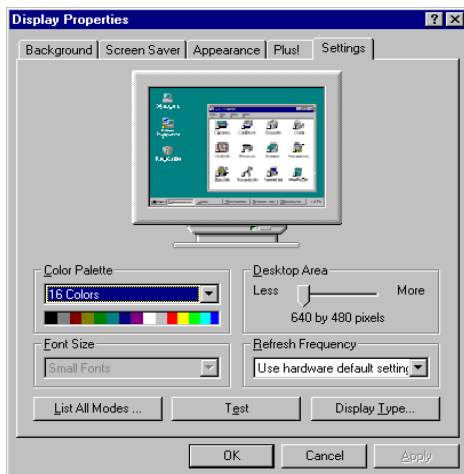 Display Properties
Background Screen Saver Appearance Plus! Settings
Color Palette
16 Colors
Desktop Area
Less More
640 by 480 pixels
Font Size
Small Fonts
Refresh Frequency
Use hardware default setting
List All Modes ... Test Display Type...
OK Cancel Apply